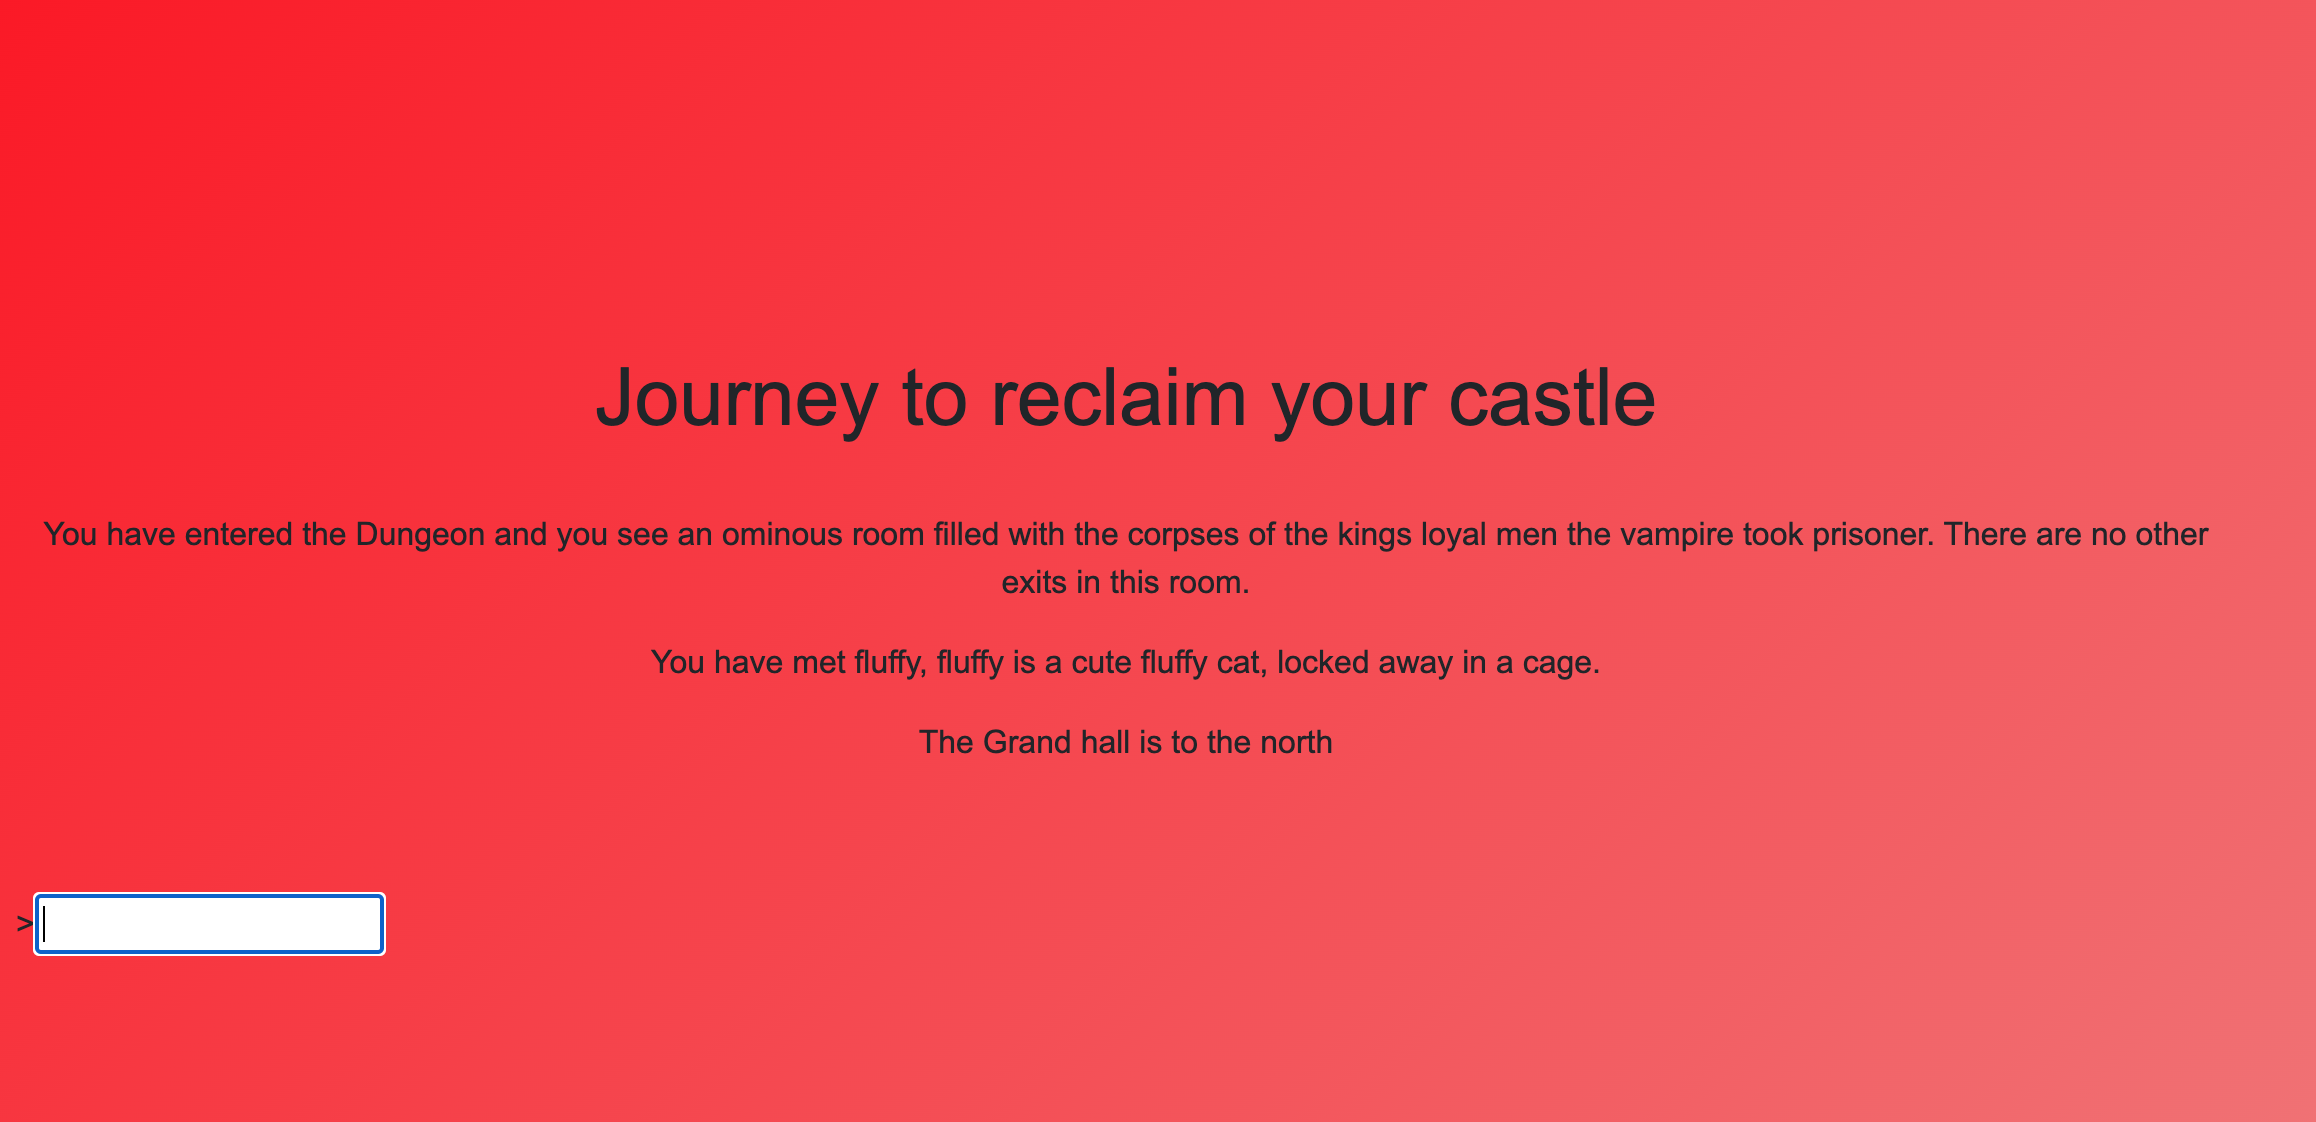 Journey to reclaim your castle
You have entered the Dungeon and you see an ominous room filled with the corpses of the kings loyal men the vampire took prisoner. There are no other
exits in this room.
You have met fluffy, fluffy is a cute fluffy cat, locked away in a cage.
The Grand hall is to the north
>